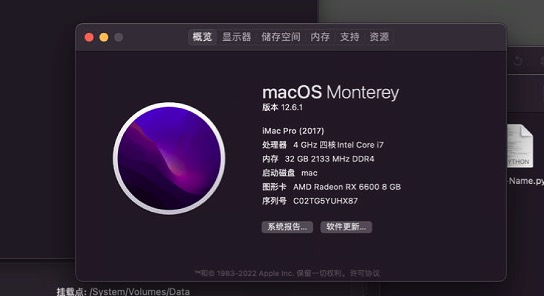 概览 显示器 储存空间 内存 支持 资源
macOS Monterey
版本 12.6.1
iMac Pro (2017)
处理器 4 GHz 四核Intel Core i7
内存 32 GB 2133 MHz DDR4
启动磁盘 mac
图形卡 AMD Radeon RX 6600 8 GB
序列号 C02TG5YUHX87
系统报告... 软件更新...
™和© 1983-2022 Apple Inc. 保留一切权利。许可协议
YTHON
-Name.py
挂载点: /System/Volumes/Data